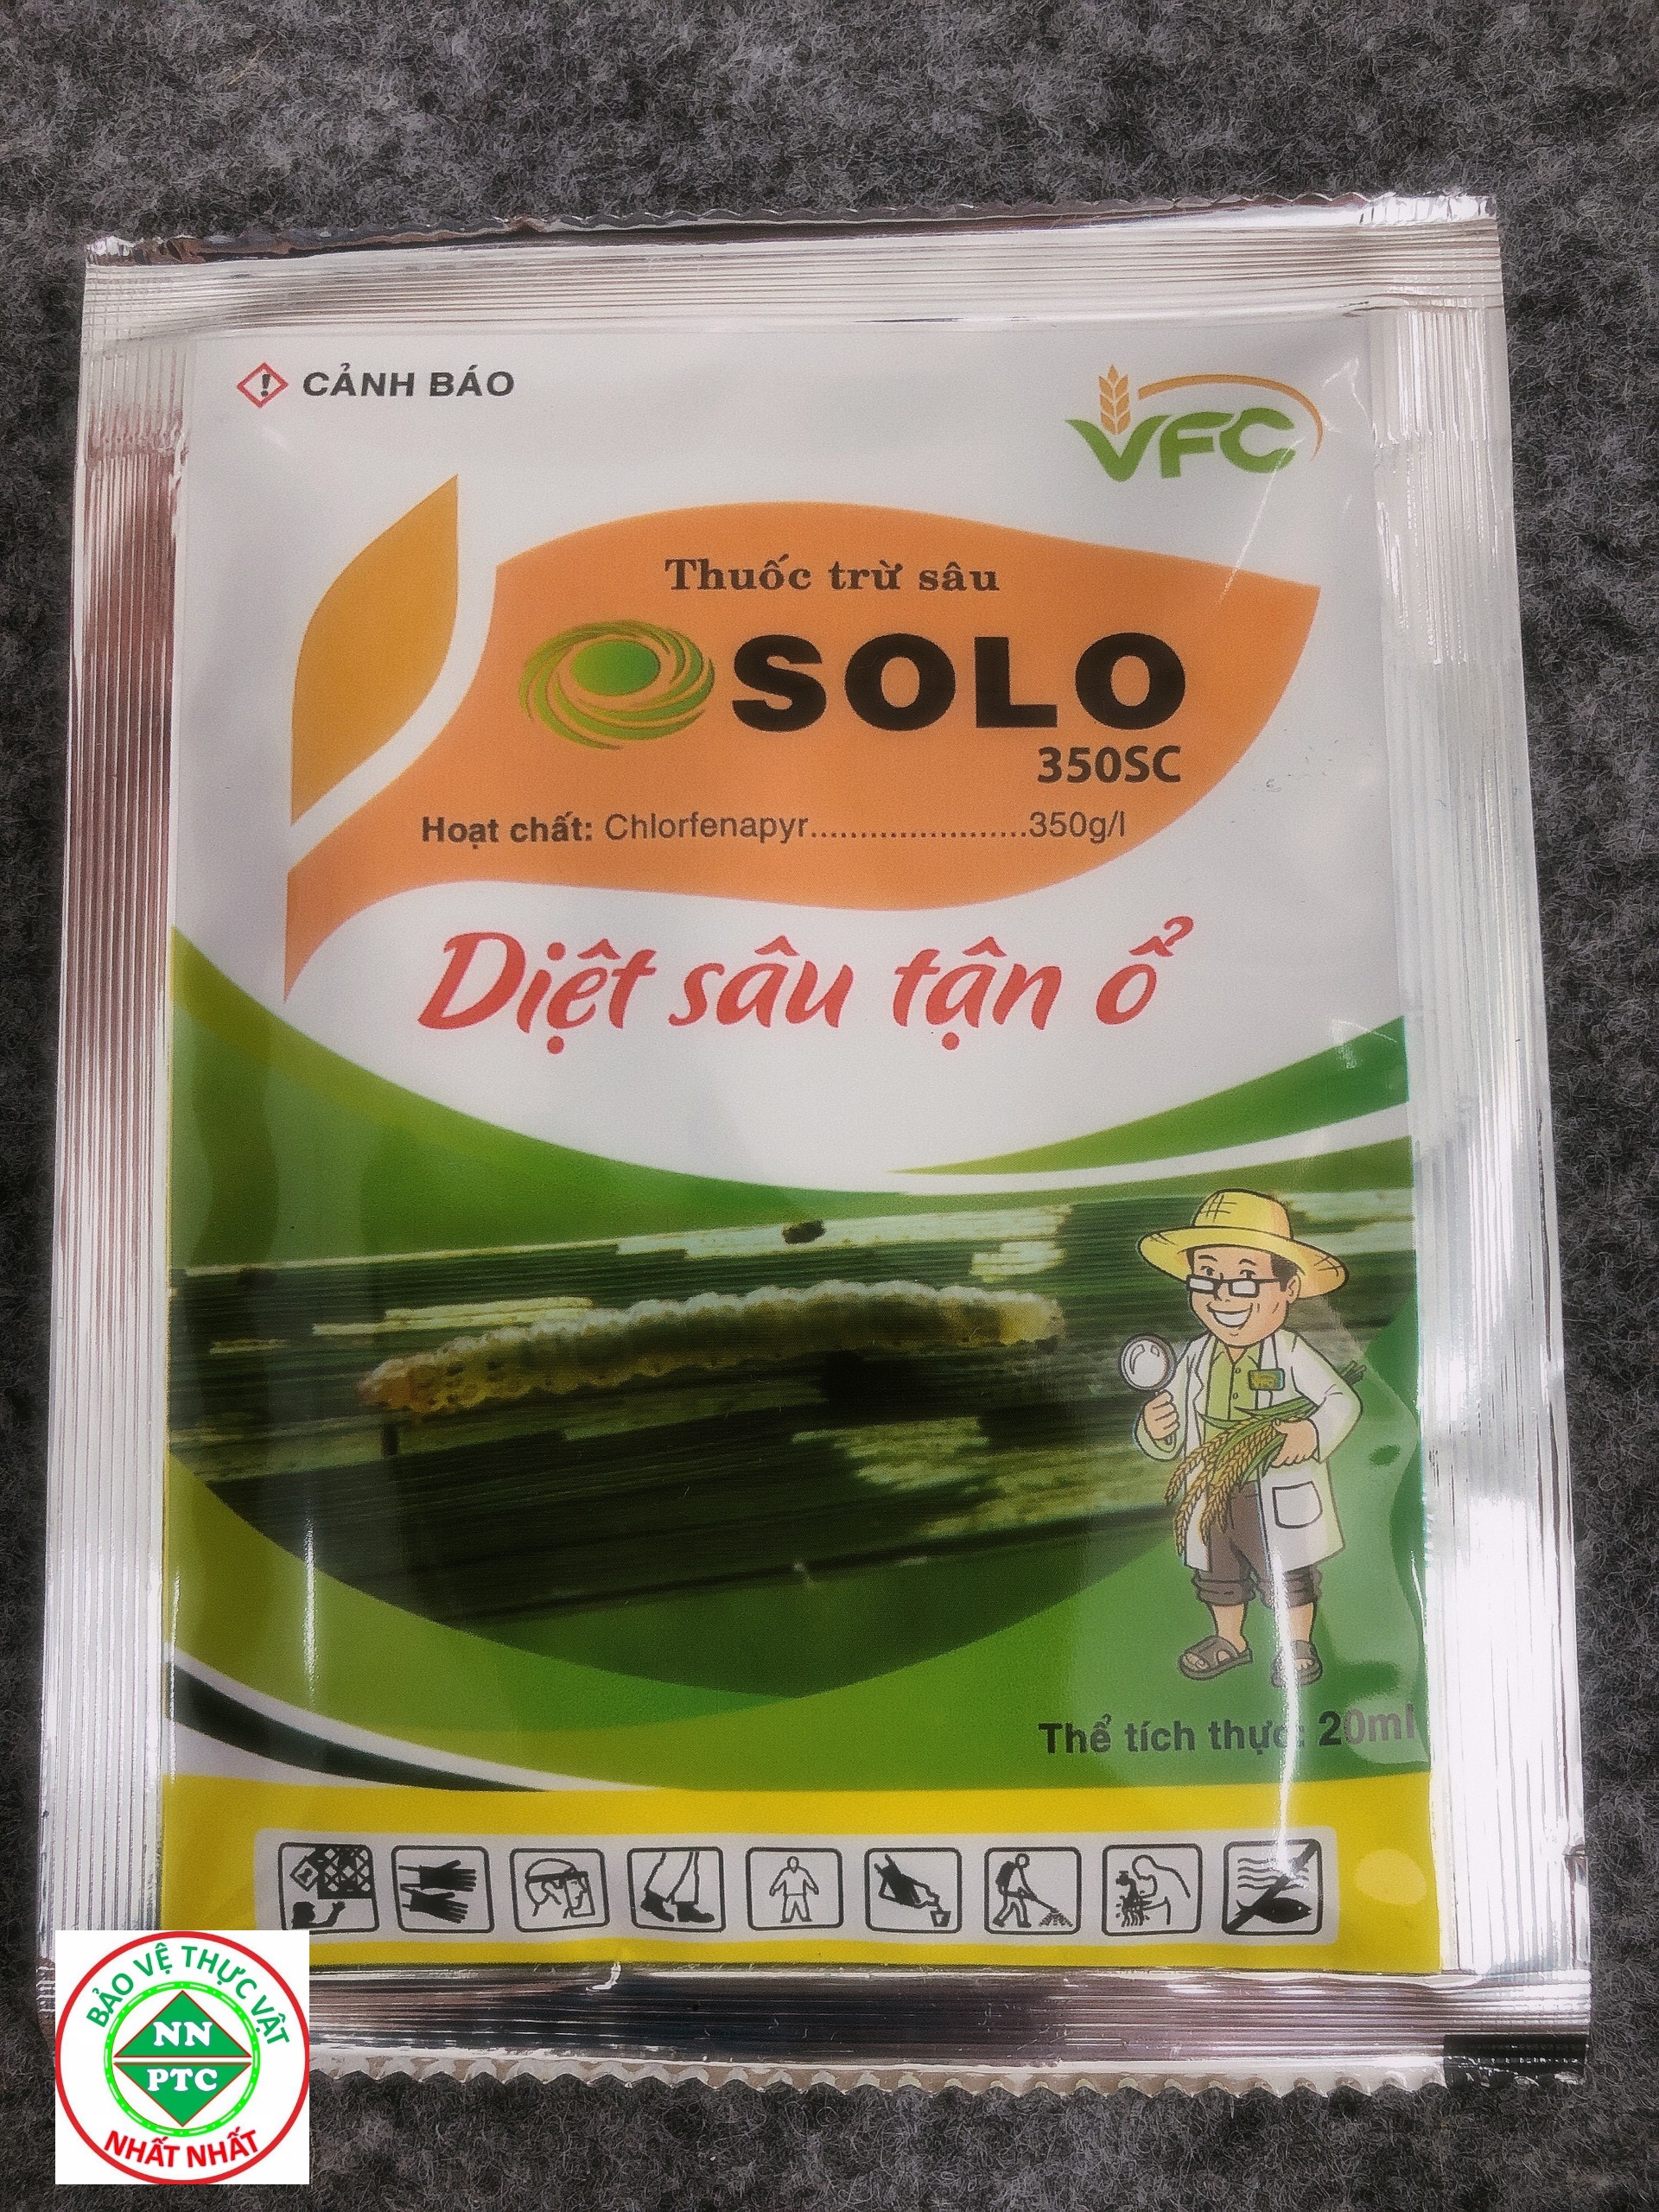 CẢNH BÁO
VFC
Thuốc trừ sâu
SOLO
350SC
Hoạt chất: Chlorfenapyr.......................350g/l
Diệt sâu tận ổ
Thể tích thực: 20ml
BẢO VỆ THỰC VẬT
NN
PTC
NHẤT NHẤT